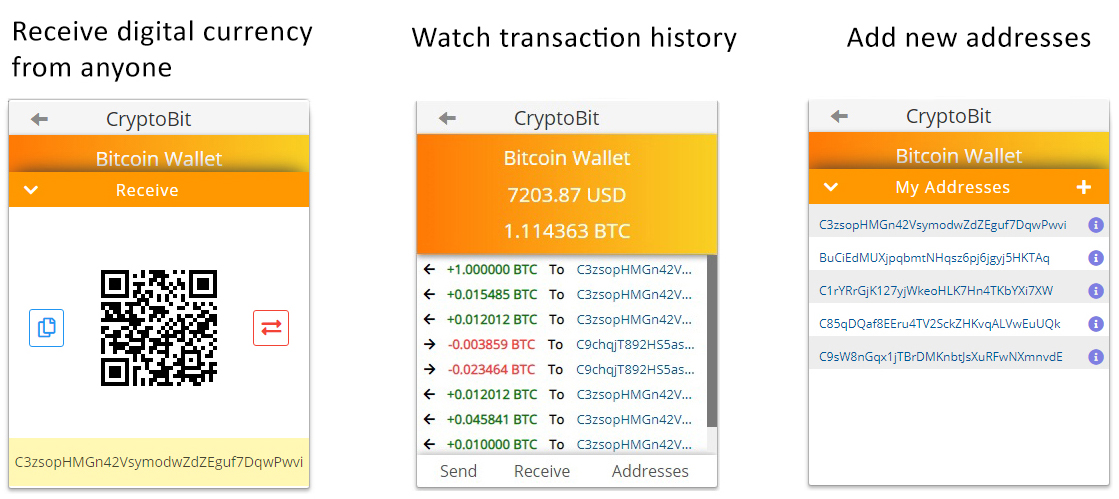 Receive digital currency
from anyone
CryptoBit
Bitcoin Wallet
Receive
C3zsopHMGn42VsymodwZdZEguf7DqwPwvi
Watch transaction history
CryptoBit
Bitcoin Wallet
7203.87 USD
1.114363 BTC
+1.000000 BTC To C3zsopHMGn42V...
+0.015485 BTC To C3zsopHMGn42V...
+0.012012 BTC To C3zsopHMGn42V...
-0.003859 BTC To C9chqjT892HS5as...
-0.023464 BTC To C9chqjT892HS5as...
+0.012012 BTC To C3zsopHMGn42V...
+0.045841 BTC To C3zsopHMGn42V...
+0.010000 BTC To C3zsopHMGn42V...
Send Receive Addresses
Add new addresses
CryptoBit
Bitcoin Wallet
My Addresses
C3zsopHMGn42VsymodwZdZEguf7DqwPwvi
BuCiEdMUXjpqbmtNHqsz6pj6jgyj5HKTAq
C1rYRrGjK127yjWkeoHLK7Hn4TKbYXi7XW
C85qDQaf8EEru4TV2SckZHKvqALVwEuUQk
C9sW8nGqx1jTBrDMKnbtJsXuRFwNXmnvdE